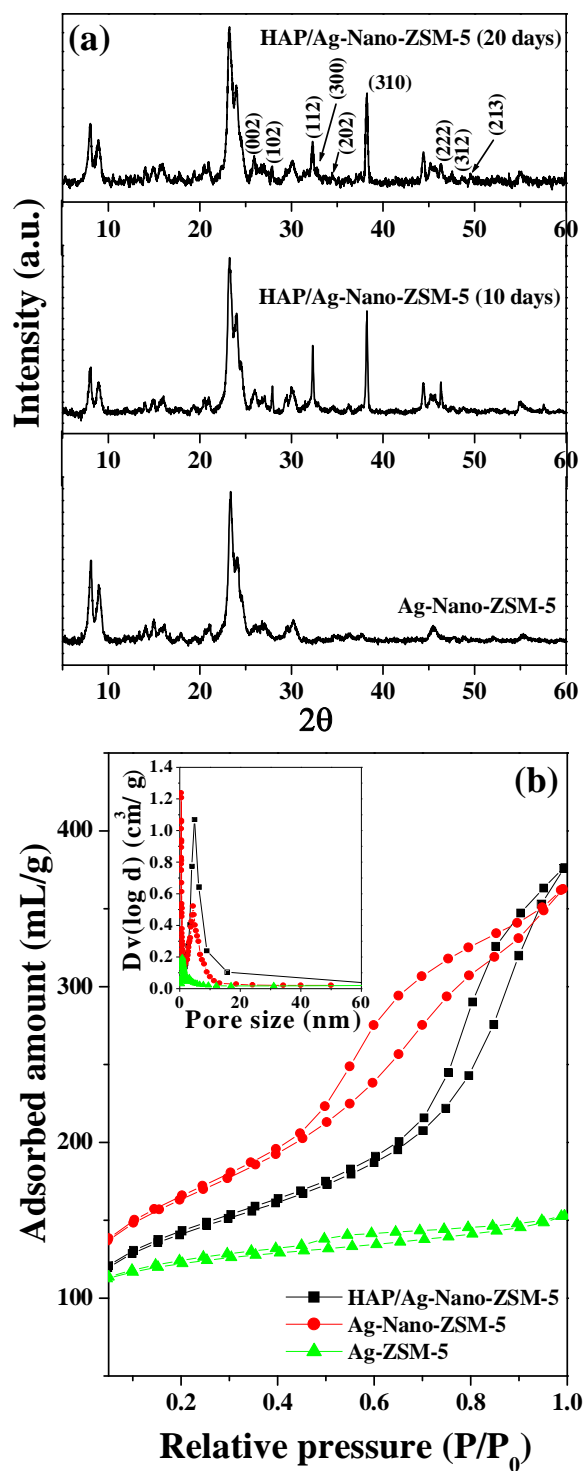 (a)
HAP/Ag-Nano-ZSM-5 (20 days)
(002)
(102)
(112)
(300)
(202)
(310)
(222)
(312)
(213)
10 20 30 40 50 60
HAP/Ag-Nano-ZSM-5 (10 days)
10 20 30 40 50 60
Ag-Nano-ZSM-5
10 20 30 40 50 60
2θ
Intensity (a.u.)
(b)
1.4
1.2
1.0
0.8
0.6
0.4
0.2
0.0
0 20 40 60
Pore size (nm)
Dv(log d) (cm3/ g)
400
300
200
100
Adsorbed amount (mL/g)
HAP/Ag-Nano-ZSM-5
Ag-Nano-ZSM-5
Ag-ZSM-5
0.2 0.4 0.6 0.8 1.0
Relative pressure (P/P0)